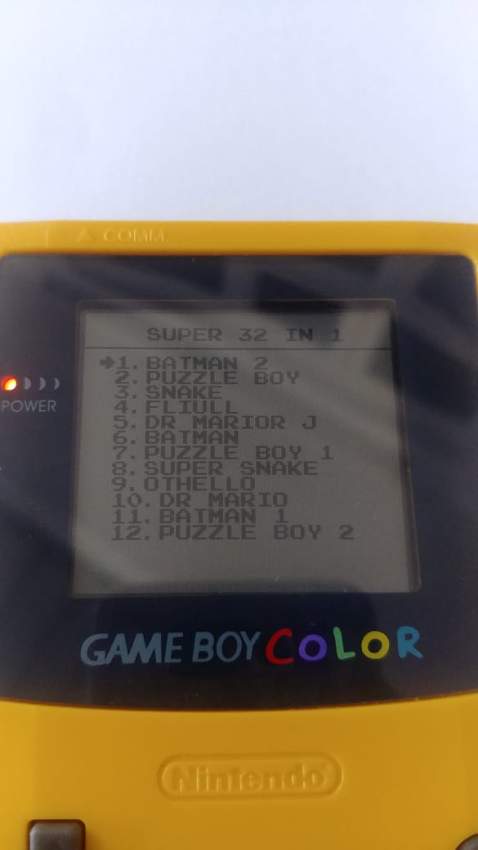 COMM.
SUPER 32 IN 1
1. BATMAN 2
2. PUZZLE BOY
3. SNAKE
4. FLIULL
5. DR MARIOR J
6. BATMAN
7. PUZZLE BOY 1
8. SUPER SNAKE
9. OTHELLO
10. DR MARIO
11. BATMAN 1
12. PUZZLE BOY 2
POWER
GAME BOY COLOR
Nintendo